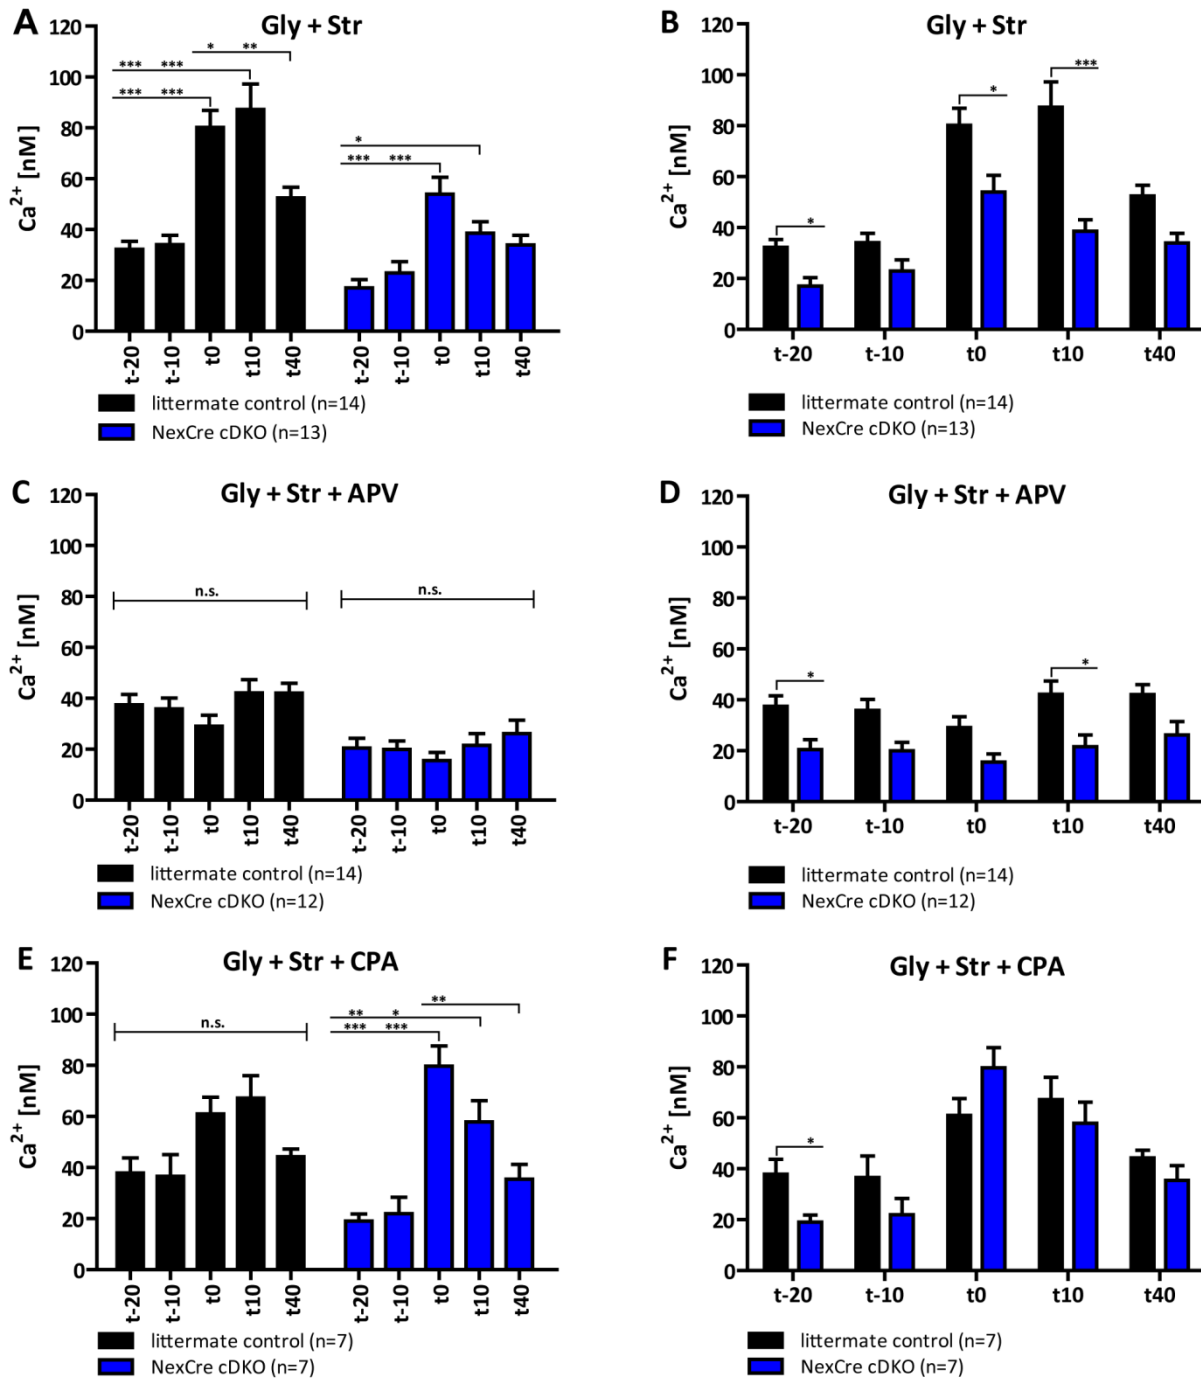 A
Gly + Str
120
100
80
60
40
20
0
Ca²⁺ [nM]
*** ***
*** ***
* **
*** ***
*
t-20 t-10 t0 t10 t40 t-20 t-10 t0 t10 t40
littermate control (n=14)
NexCre cDKO (n=13)
B
Gly + Str
120
100
80
60
40
20
0
Ca²⁺ [nM]
* * ***
t-20 t-10 t0 t10 t40
littermate control (n=14)
NexCre cDKO (n=13)
C
Gly + Str + APV
120
100
80
60
40
20
0
Ca²⁺ [nM]
n.s. n.s.
t-20 t-10 t0 t10 t40 t-20 t-10 t0 t10 t40
littermate control (n=14)
NexCre cDKO (n=12)
D
Gly + Str + APV
120
100
80
60
40
20
0
Ca²⁺ [nM]
* *
t-20 t-10 t0 t10 t40
littermate control (n=14)
NexCre cDKO (n=12)
E
Gly + Str + CPA
120
100
80
60
40
20
0
Ca²⁺ [nM]
n.s.
**
** *
*** ***
t-20 t-10 t0 t10 t40 t-20 t-10 t0 t10 t40
littermate control (n=7)
NexCre cDKO (n=7)
F
Gly + Str + CPA
120
100
80
60
40
20
0
Ca²⁺ [nM]
*
t-20 t-10 t0 t10 t40
littermate control (n=7)
NexCre cDKO (n=7)